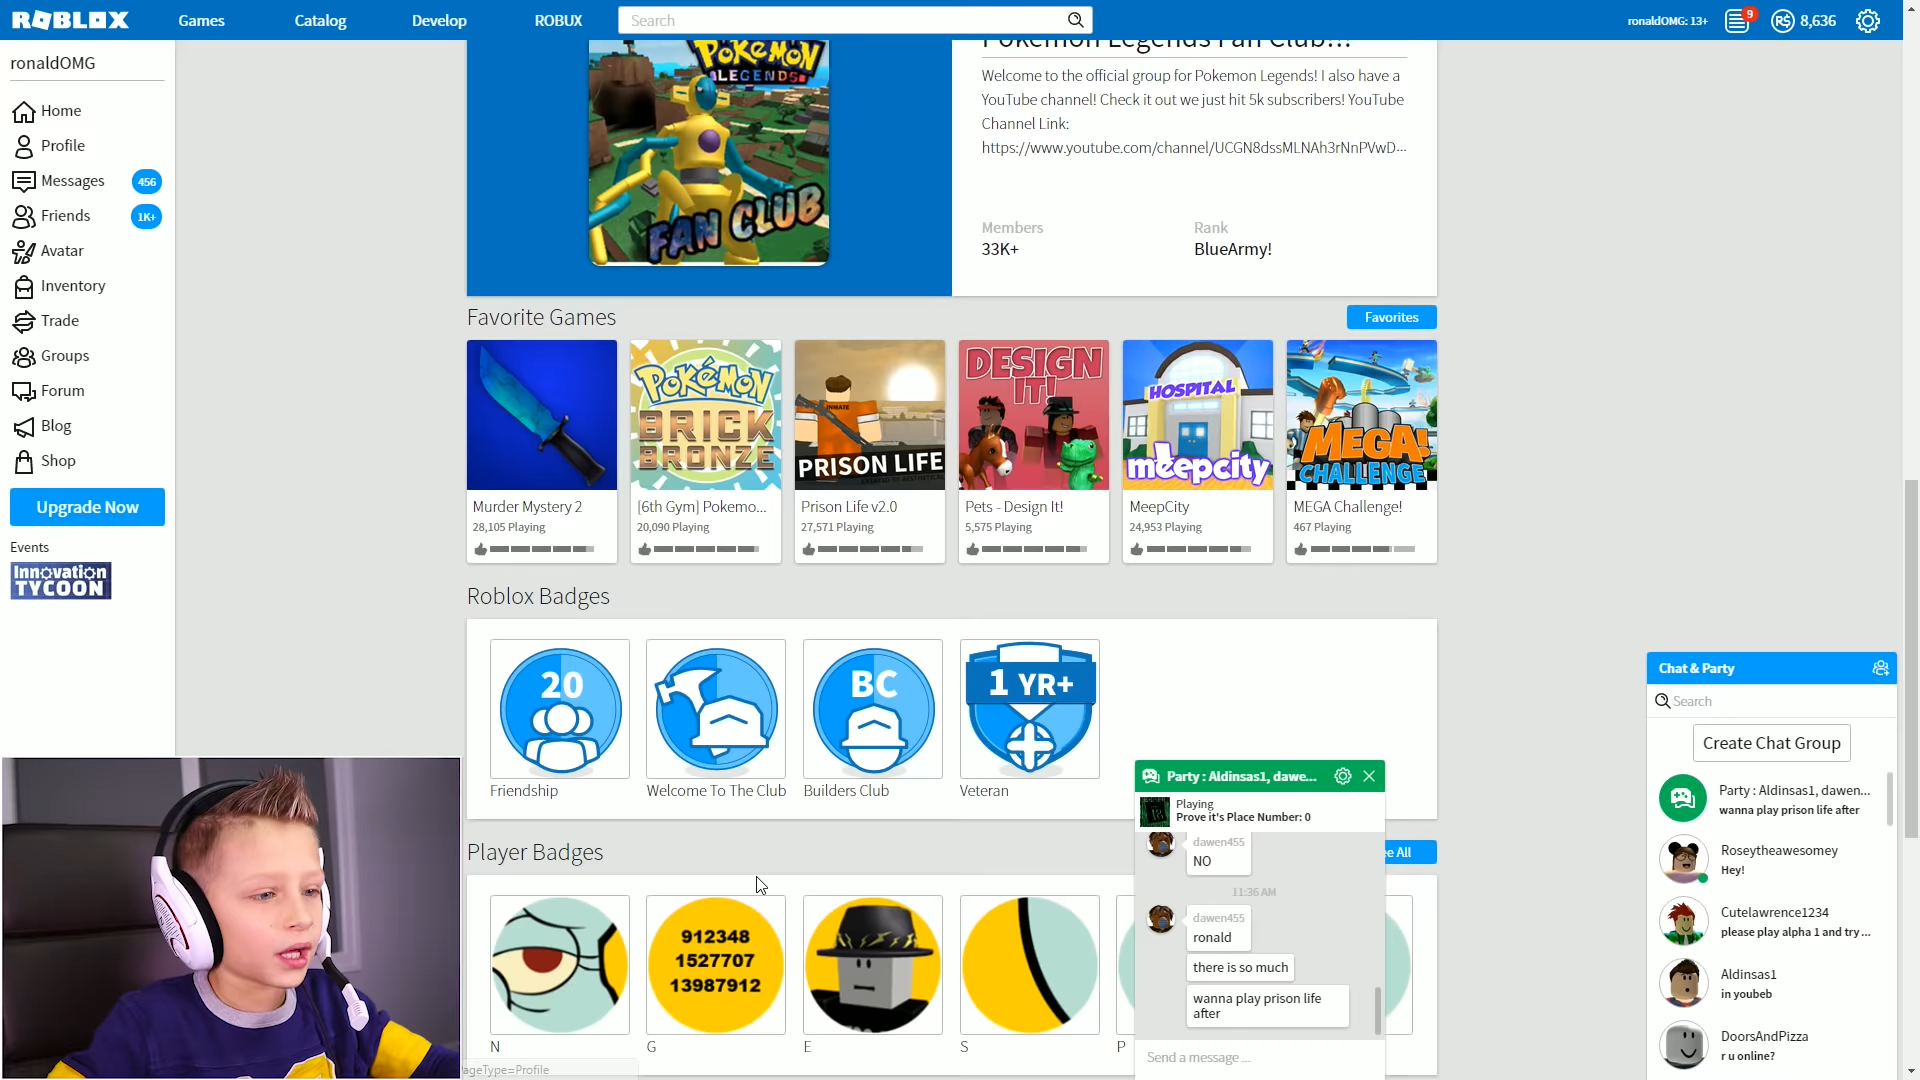 ROBLOX Games Catalog Develop ROBUX Search ronaldOMG: 13+ 9 R$ 8,636
ronaldOMG
Home
Profile
Messages 456
Friends 1K+
Avatar
Inventory
Trade
Groups
Forum
Blog
Shop
Upgrade Now
Events
Innovation
TYCOON
POKÉMON
LEGENDS
FAN CLUB
Pokemon Legends Fan Club!!!
Welcome to the official group for Pokemon Legends! I also have a
YouTube channel! Check it out we just hit 5k subscribers! YouTube
Channel Link:
https://www.youtube.com/channel/UCGN8dssMLNAh3rNnPVwD...
Members Rank
33K+ BlueArmy!
Favorite Games Favorites
POKéMON
BRICK
BRONZE
INMATE
PRISON LIFE
DESIGN
IT!
HOSPITAL
meepcity
MEGA!
CHALLENGE
Murder Mystery 2
28,105 Playing
[6th Gym] Pokemo...
20,090 Playing
Prison Life v2.0
27,571 Playing
Pets - Design It!
5,575 Playing
MeepCity
24,953 Playing
MEGA Challenge!
467 Playing
Roblox Badges
20
Friendship
Welcome To The Club
BC
Builders Club
1 YR+
Veteran
Player Badges ee All
912348
1527707
13987912
N G E S P
ageType=Profile
Party : Aldinsas1, dawe...
Playing
Prove it's Place Number: 0
dawen455
NO
11:36 AM
dawen455
ronald
there is so much
wanna play prison life
after
Send a message ...
Chat & Party
Search
Create Chat Group
Party : Aldinsas1, dawen...
wanna play prison life after
Roseytheawesomey
Hey!
Cutelawrence1234
please play alpha 1 and try ...
Aldinsas1
in youbeb
DoorsAndPizza
r u online?